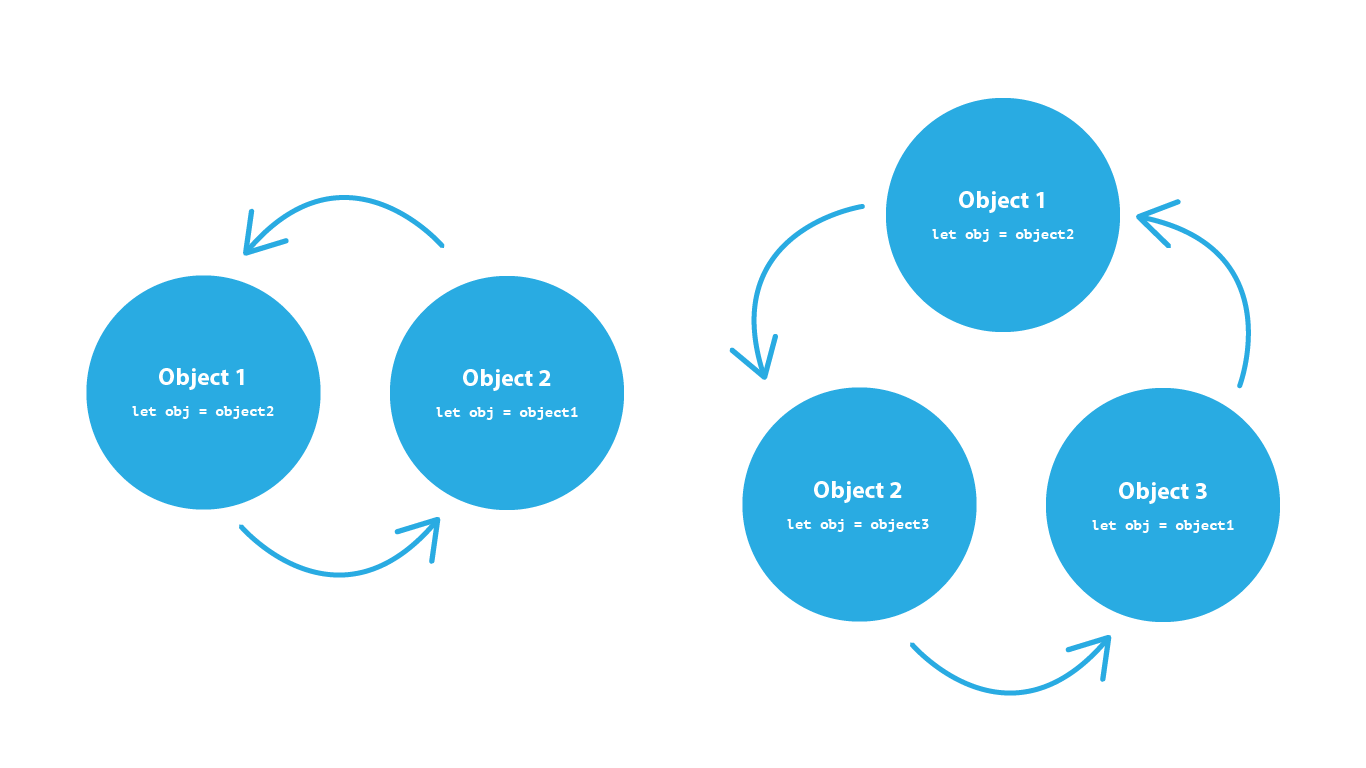 Object 1
let obj = object2
Object 2
let obj = object1
Object 1
let obj = object2
Object 2
let obj = object3
Object 3
let obj = object1